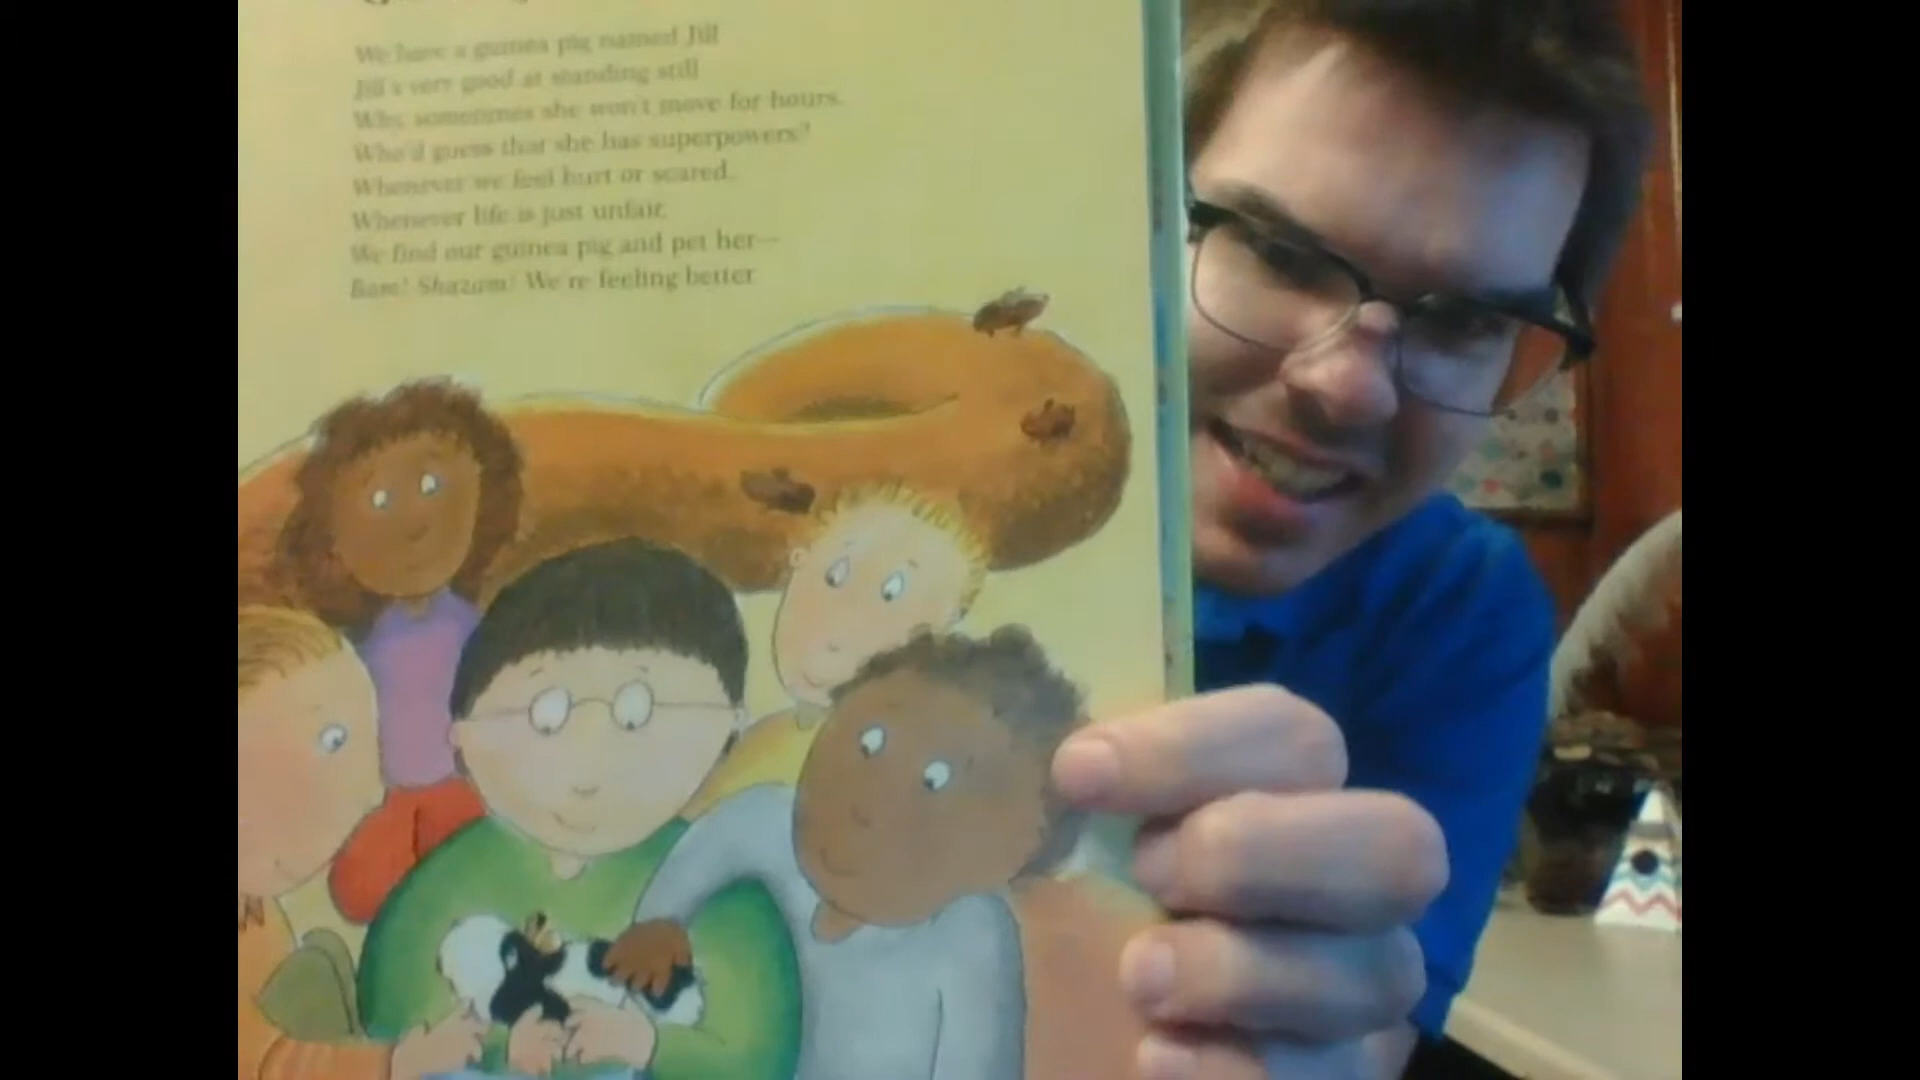 We have a guinea pig named Jill
Jill's very good at standing still
Why, sometimes she won't move for hours.
Who'd guess that she has superpowers?
Whenever we feel hurt or scared,
Whenever life is just unfair,
We find our guinea pig and pet her—
Bam! Shazam! We're feeling better